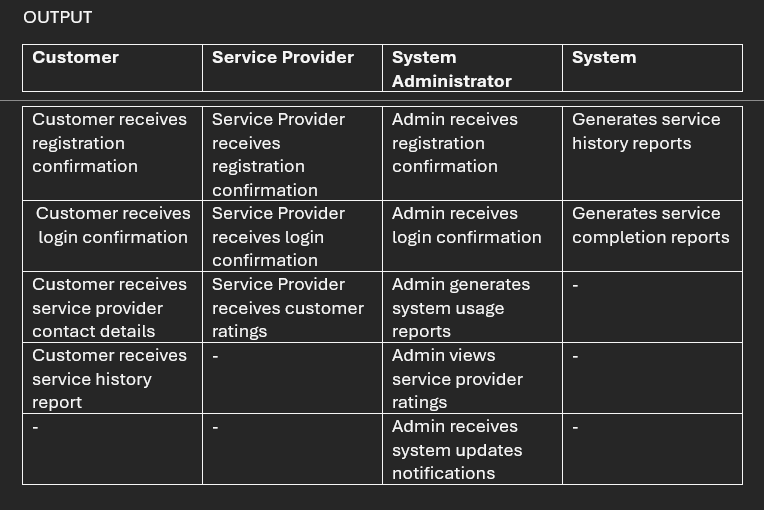 OUTPUT
Customer
Service Provider
System
Administrator
System
Customer receives
registration
confirmation
Service Provider
receives
registration
confirmation
Admin receives
registration
confirmation
Generates service
history reports
Customer receives
login confirmation
Service Provider
receives login
confirmation
Admin receives
login confirmation
Generates service
completion reports
Customer receives
service provider
contact details
Service Provider
receives customer
ratings
Admin generates
system usage
reports
-
Customer receives
service history
report
-
Admin views
service provider
ratings
-
-
-
Admin receives
system updates
notifications
-